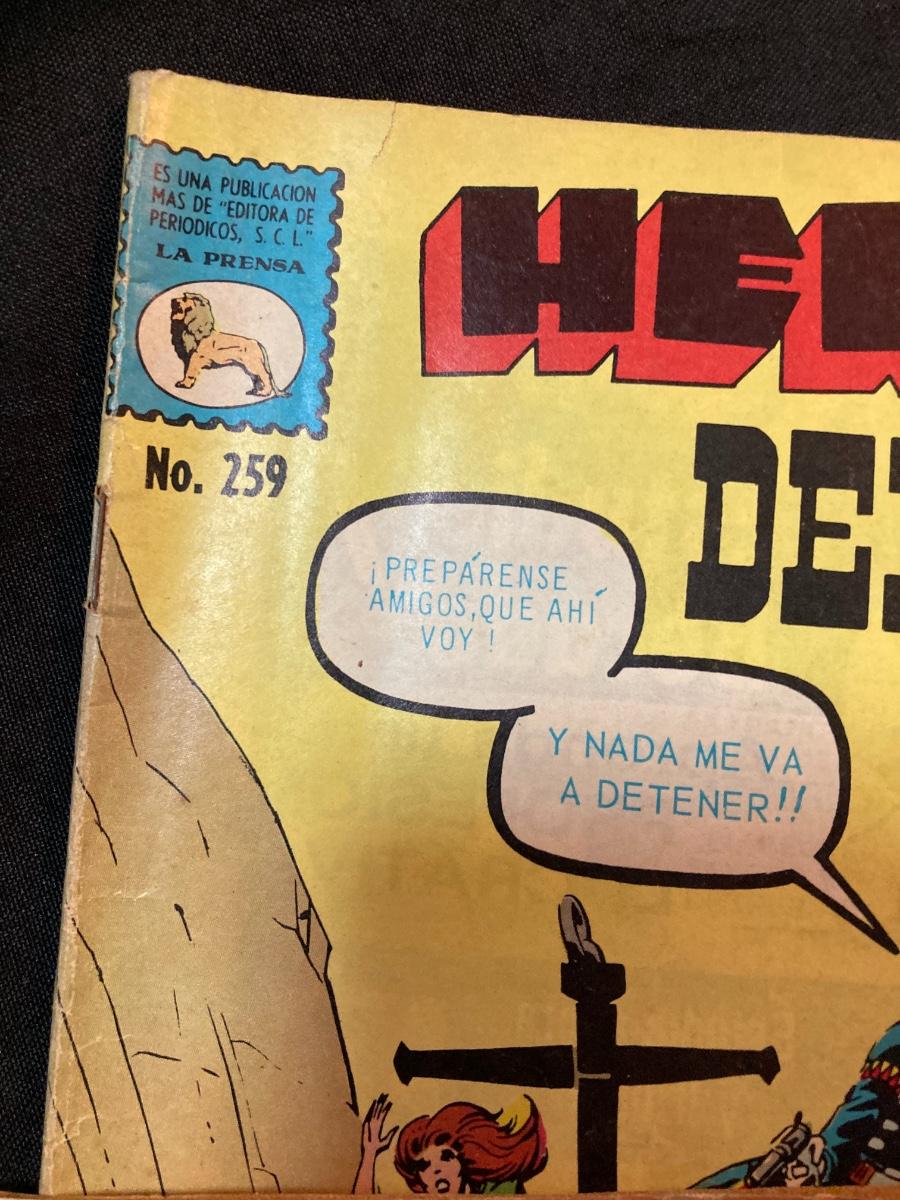 ES UNA PUBLICACION
MAS DE "EDITORA DE
PERIODICOS, S. C. L."
LA PRENSA
No. 259
¡PREPÁRENSE
AMIGOS, QUE AHÍ
VOY!
Y NADA ME VA
A DETENER!!